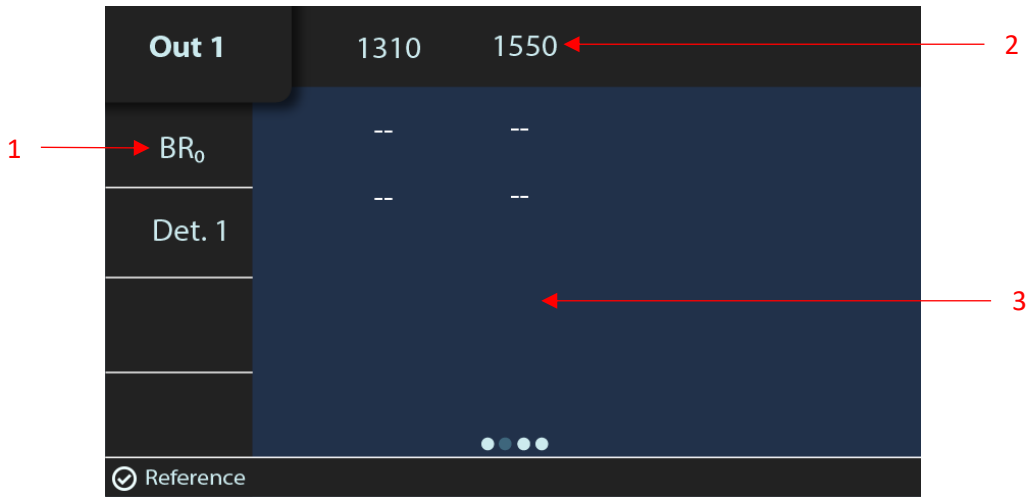 Out 1 1310 1550 2
1 BR₀ -- --
Det. 1 -- --
3
Reference